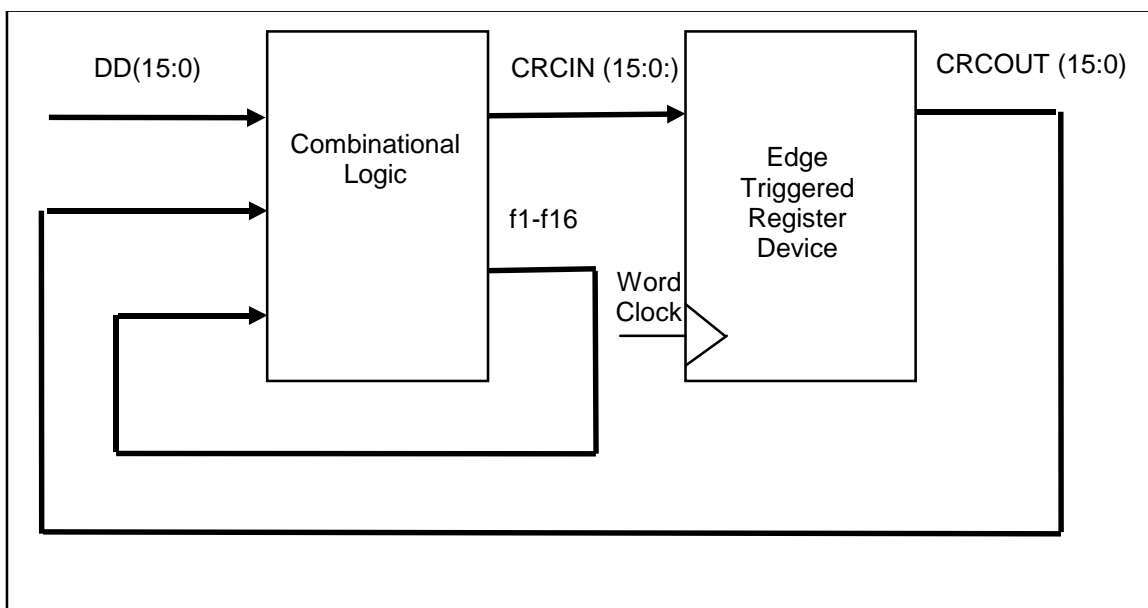 DD(15:0)
CRCIN (15:0:)
CRCOUT (15:0)
Combinational
Logic
Edge
Triggered
Register
Device
f1-f16
Word
Clock